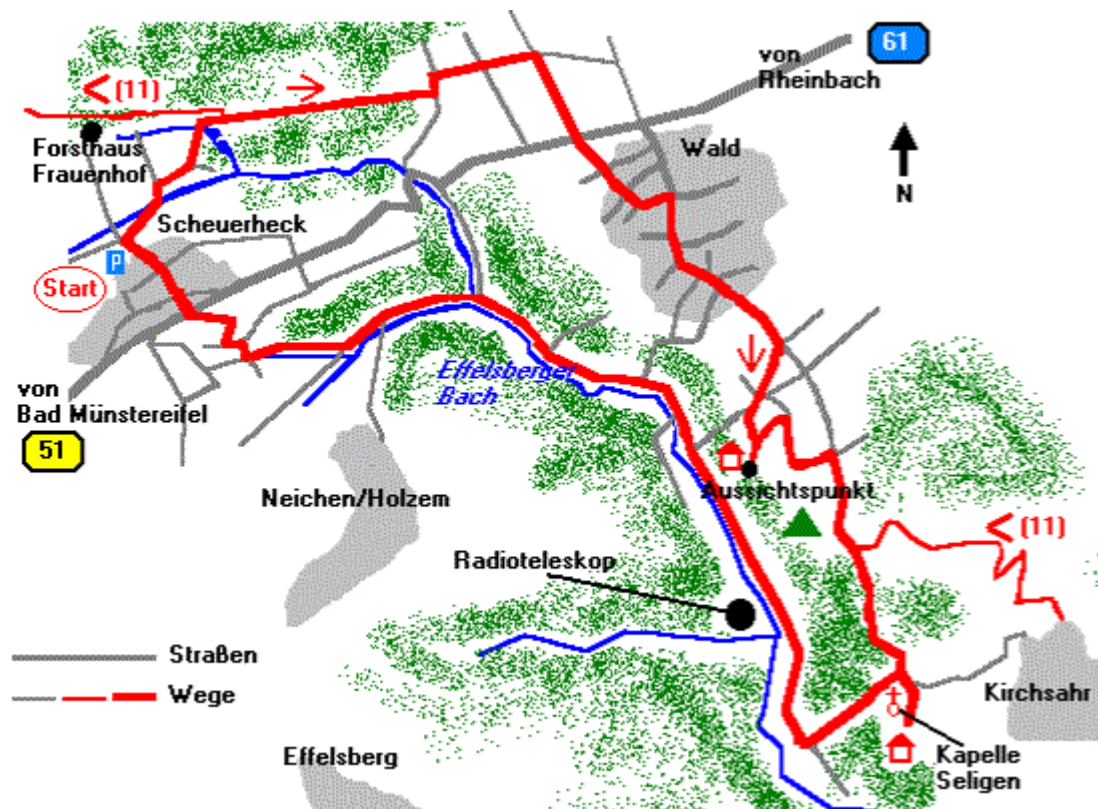 61
von
Rheinbach
(11)
Forsthaus
Frauenhof
Wald
N
Scheuerheck
P
Start
Effelsberger
Bach
von
Bad Münstereifel
51
Aussichtspunkt
Neichen/Holzem
(11)
Radioteleskop
Straßen
Wege
Kirchsahr
Effelsberg
Kapelle
Seligen